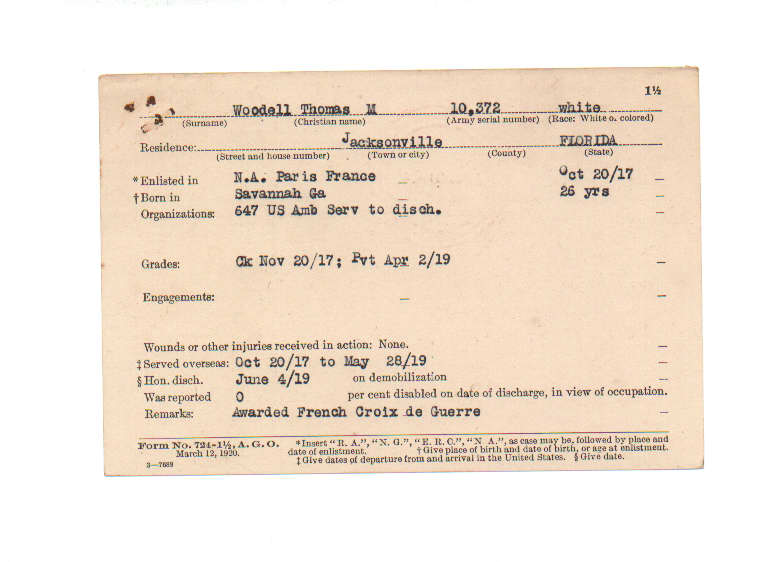 1½
Woodell Thomas M 10,372 white
(Surname) (Christian name) (Army serial number) (Race: White or colored)
Residence: Jacksonville FLORIDA
(Street and house number) (Town or city) (County) (State)
*Enlisted in N.A. Paris France Oct 20/17
†Born in Savannah Ga 26 yrs
Organizations: 647 US Amb Serv to disch.
Grades: Ck Nov 20/17; Pvt Apr 2/19
Engagements:
Wounds or other injuries received in action: None.
‡Served overseas: Oct 20/17 to May 28/19
§Hon. disch. June 4/19 on demobilization
Was reported 0 per cent disabled on date of discharge, in view of occupation.
Remarks: Awarded French Croix de Guerre
Form No. 724-1½, A. G. O. *Insert "R. A.", "N. G.", "E. R. C.", "N A.", as case may be, followed by place and
March 12, 1920. date of enlistment. †Give place of birth and date of birth, or age at enlistment.
3—7689 ‡Give dates of departure from and arrival in the United States. §Give date.